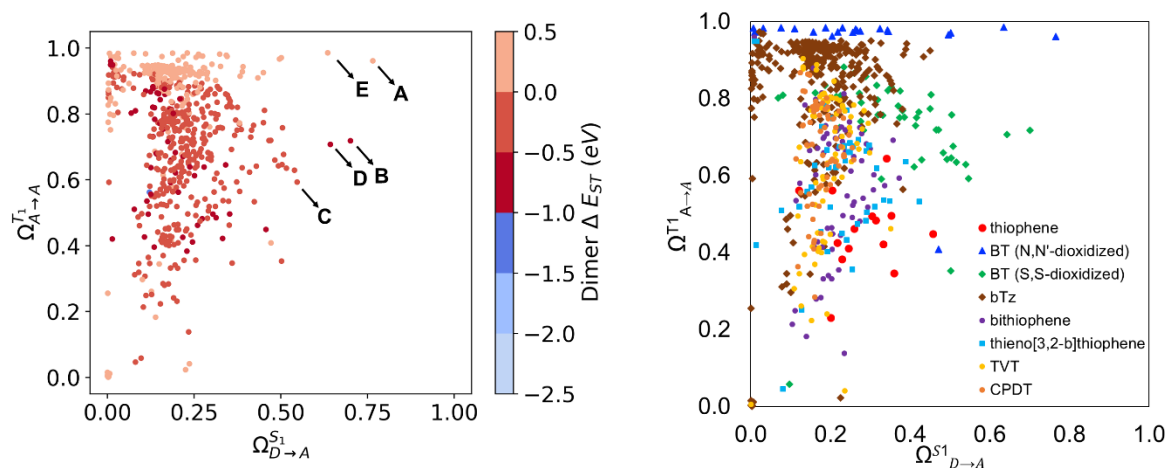 1.0
0.8
0.6
0.4
0.2
0.0
0.00
0.25
0.50
0.75
1.00
Ω^{T₁}_{A→A}
Ω^{S₁}_{D→A}
E
A
D
B
C
0.5
0.0
−0.5
−1.0
−1.5
−2.0
−2.5
Dimer Δ E_{ST} (eV)
1.0
0.8
0.6
0.4
0.2
0.0
0.0
0.2
0.4
0.6
0.8
1.0
Ω^{T1}_{A→A}
Ω^{S1}_{D→A}
thiophene
BT (N,N'-dioxidized)
BT (S,S-dioxidized)
bTz
bithiophene
thieno[3,2-b]thiophene
TVT
CPDT